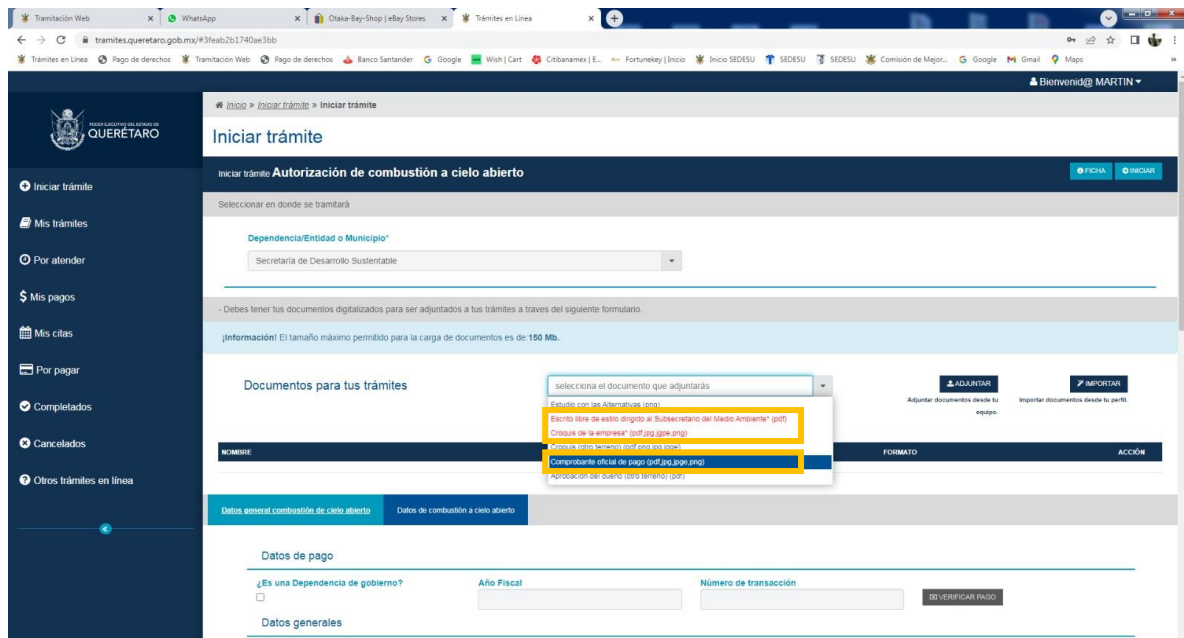 Tramitación Web
WhatsApp
Otaka-Bay-Shop | eBay Stores
Trámites en Línea
tramites.queretaro.gob.mx/#3feab2b1740ae3bb
Trámites en Línea
Pago de derechos
Tramitación Web
Pago de derechos
Banco Santander
Google
Wish | Cart
Citibanamex | E...
Fortunekey | Inicio
Inicio SEDESU
SEDESU
SEDESU
Comisión de Mejor...
Google
Gmail
Maps
»
Bienvenid@ MARTIN
PODER EJECUTIVO DEL ESTADO DE
QUERÉTARO
Inicio » Iniciar trámite » Iniciar trámite
Iniciar trámite
Iniciar trámite Autorización de combustión a cielo abierto
FICHA
INICIAR
Iniciar trámite
Mis trámites
Por atender
Mis pagos
Mis citas
Por pagar
Completados
Cancelados
Otros trámites en línea
Seleccionar en donde se tramitará
Dependencia/Entidad o Municipio*
Secretaría de Desarrollo Sustentable
- Debes tener tus documentos digitalizados para ser adjuntados a tus trámites a traves del siguiente formulario.
¡Información! El tamaño máximo permitido para la carga de documentos es de:150 Mb.
Documentos para tus trámites
selecciona el documento que adjuntarás
ADJUNTAR
Adjuntar documentos desde tu
equipo.
IMPORTAR
Importar documentos desde tu perfil.
Estudio con las Alternativas (png)
Escrito libre de estilo dirigido al Subsecretario del Medio Ambiente* (pdf)
Croquis de la empresa* (pdf,jpg,jpge,png)
Croquis (otro terreno) (pdf,png,jpg,jpge)
Comprobante oficial de pago (pdf,jpg,jpge,png)
Aprobación del dueño (otro terreno) (pdf)
NOMBRE
FORMATO
ACCIÓN
Datos general combustión de cielo abierto
Datos de combustión a cielo abierto
Datos de pago
¿Es una Dependencia de gobierno?
Año Fiscal
Número de transacción
VERIFICAR PAGO
Datos generales